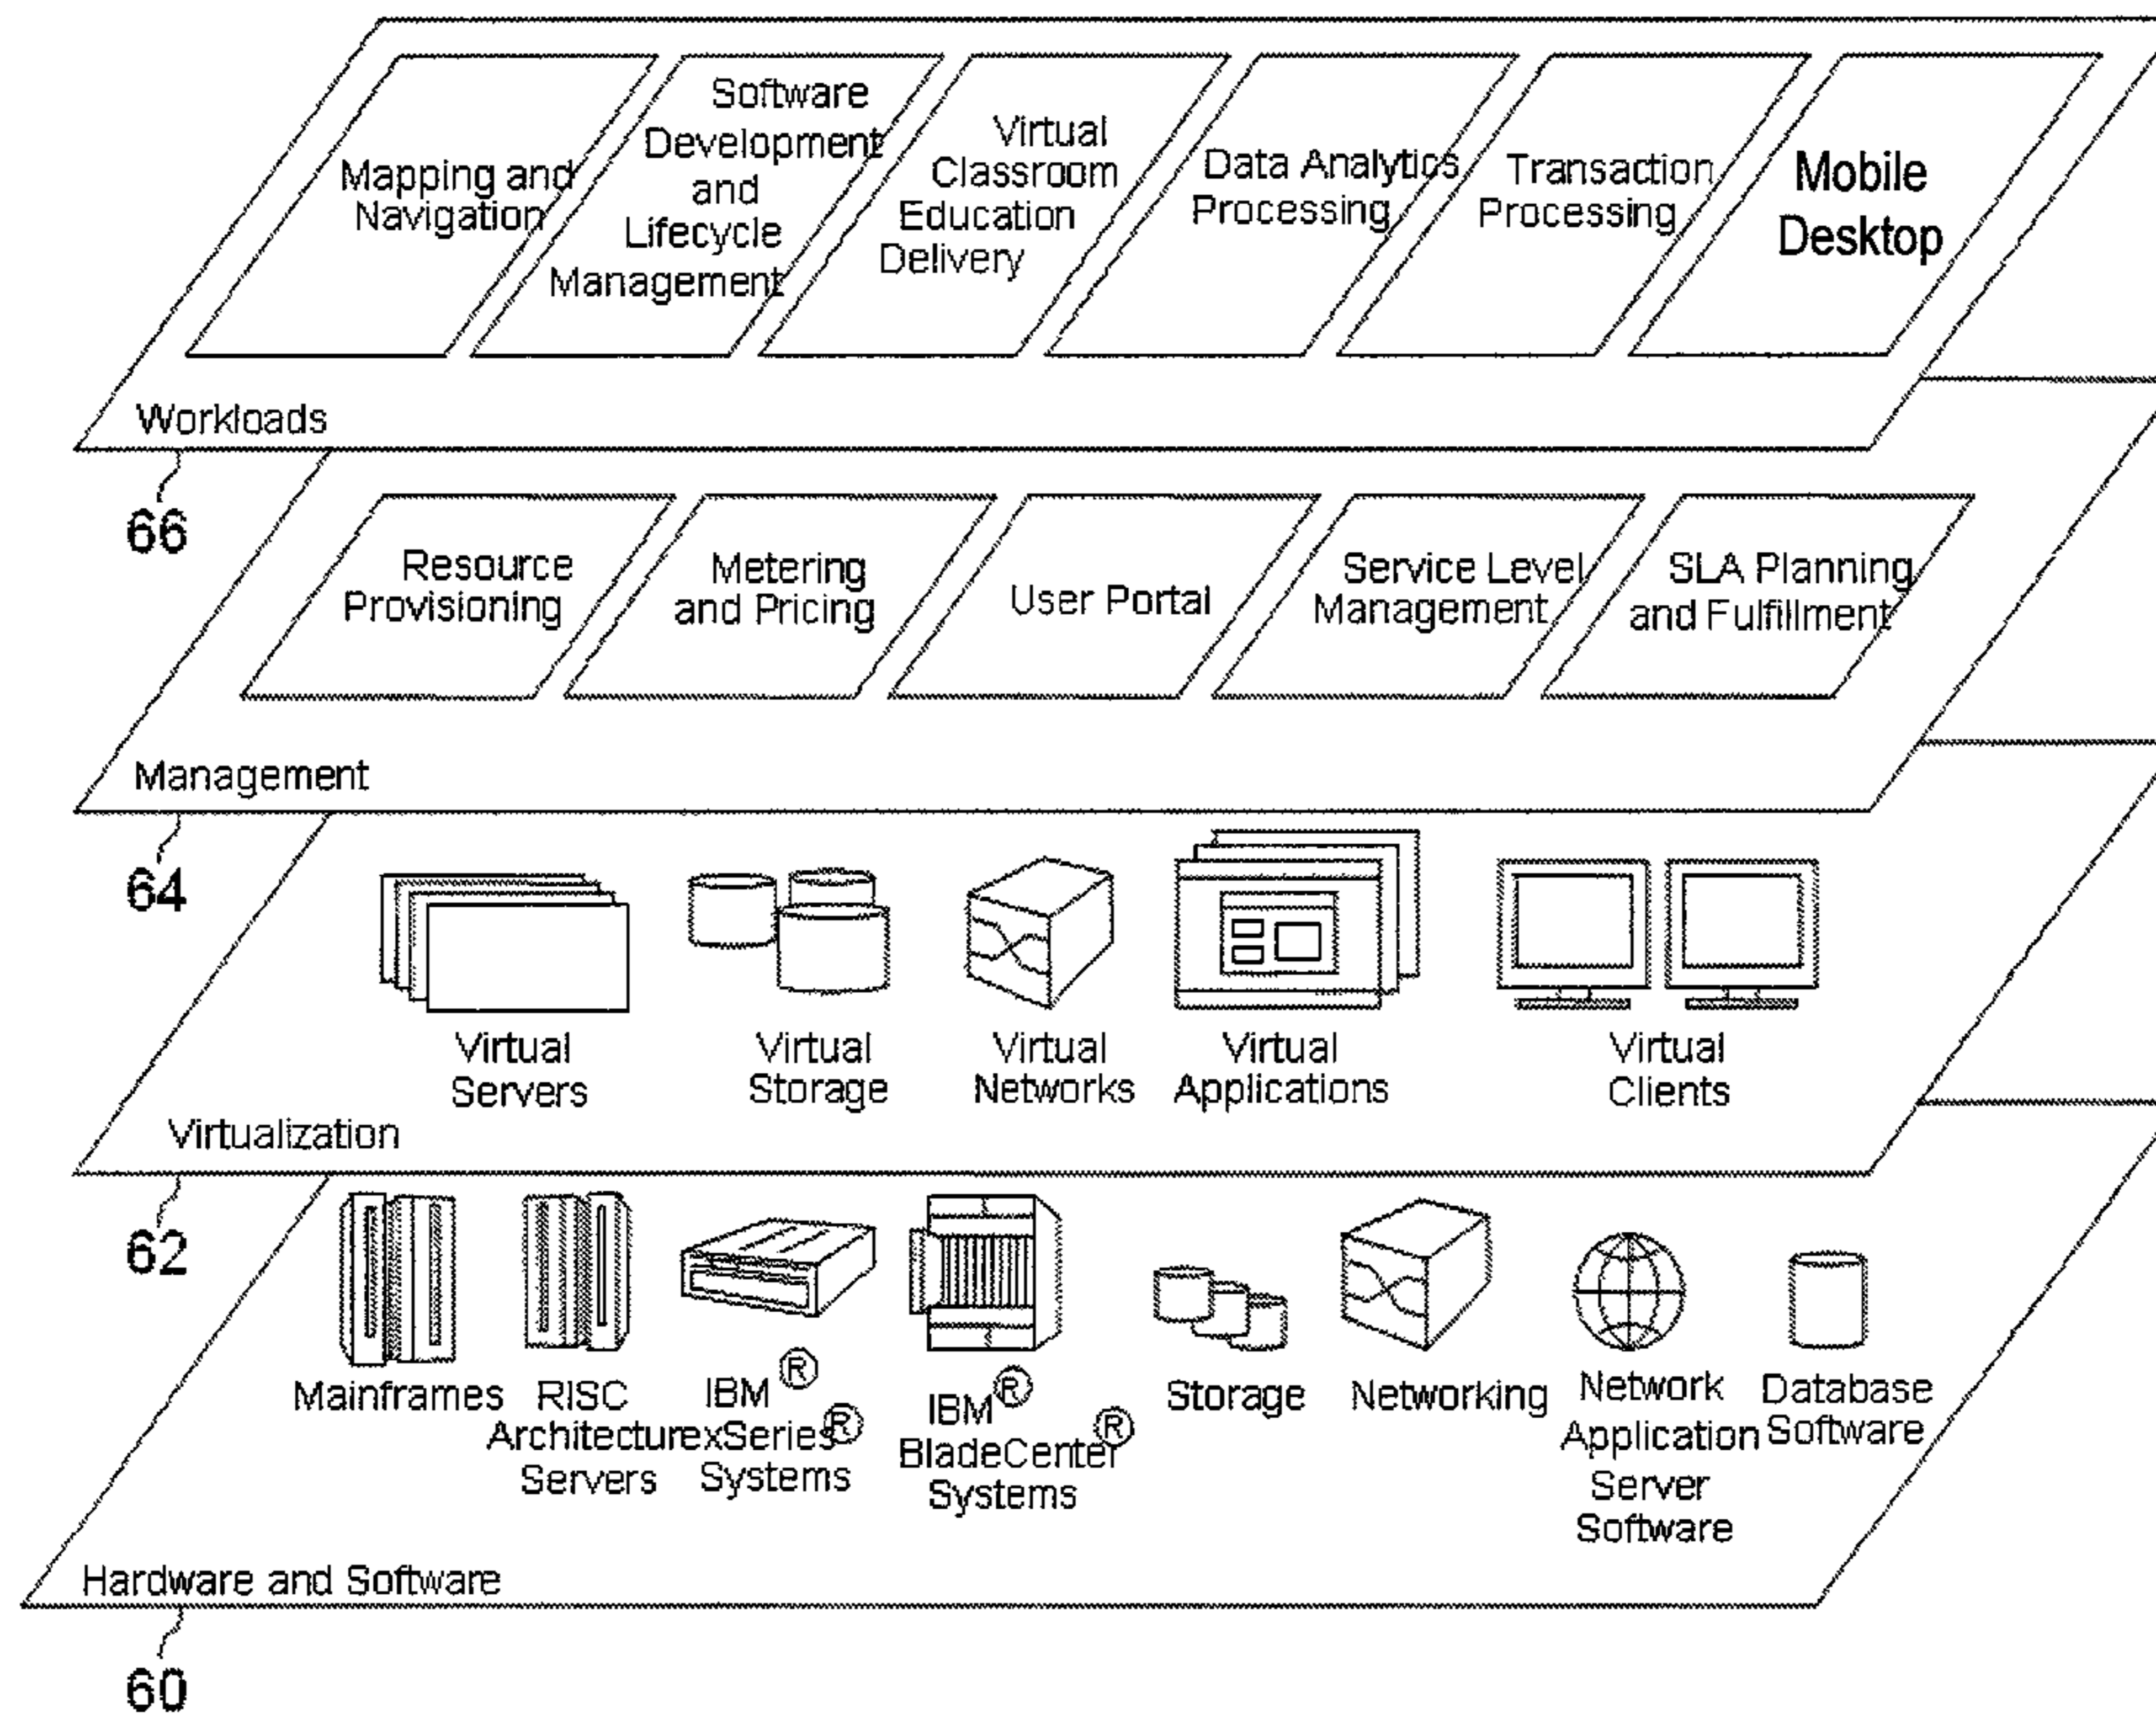 Mapping and
Navigation
Software
Development
and
Lifecycle
Management
Virtual
Classroom
Education
Delivery
Data Analytics
Processing
Transaction
Processing
Mobile
Desktop
Workloads
66
Resource
Provisioning
Metering
and Pricing
User Portal
Service Level
Management
SLA Planning
and Fulfillment
Management
64
Virtual
Servers
Virtual
Storage
Virtual
Networks
Virtual
Applications
Virtual
Clients
Virtualization
62
Mainframes
RISC
Architecture
Servers
IBM ®
xSeries ®
Systems
IBM ®
BladeCenter ®
Systems
Storage
Networking
Network
Application
Server
Software
Database
Software
Hardware and Software
60